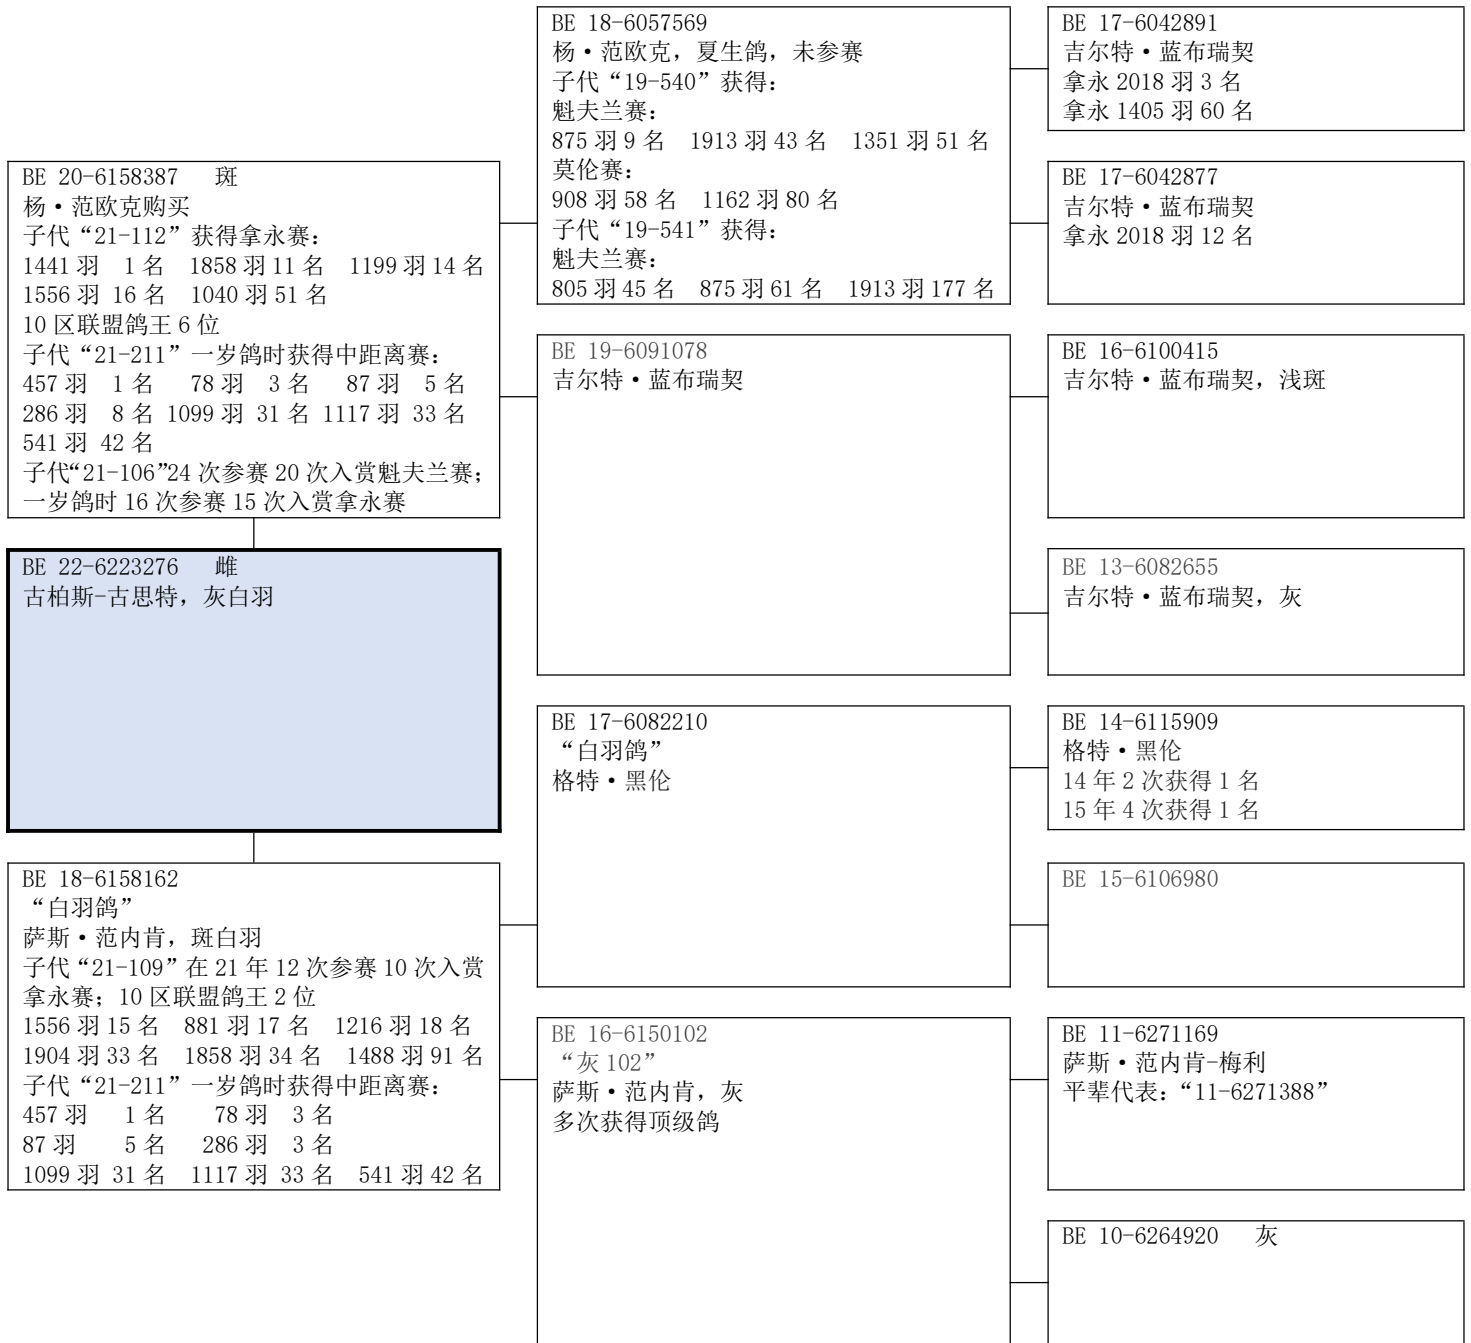 BE 20-6158387 斑
杨·范欧克购买
子代“21-112”获得拿永赛：
1441 羽 1 名 1858 羽 11 名 1199 羽 14 名
1556 羽 16 名 1040 羽 51 名
10 区联盟鸽王 6 位
子代“21-211”一岁鸽时获得中距离赛：
457 羽 1 名 78 羽 3 名 87 羽 5 名
286 羽 8 名 1099 羽 31 名 1117 羽 33 名
541 羽 42 名
子代“21-106”24 次参赛 20 次入赏魁夫兰赛；
一岁鸽时 16 次参赛 15 次入赏拿永赛
BE 22-6223276 雌
古柏斯-古思特，灰白羽
BE 18-6158162
“白羽鸽”
萨斯·范内肯，斑白羽
子代“21-109”在 21 年 12 次参赛 10 次入赏
拿永赛；10 区联盟鸽王 2 位
1556 羽 15 名 881 羽 17 名 1216 羽 18 名
1904 羽 33 名 1858 羽 34 名 1488 羽 91 名
子代“21-211”一岁鸽时获得中距离赛：
457 羽 1 名 78 羽 3 名
87 羽 5 名 286 羽 3 名
1099 羽 31 名 1117 羽 33 名 541 羽 42 名
BE 18-6057569
杨·范欧克，夏生鸽，未参赛
子代“19-540”获得：
魁夫兰赛：
875 羽 9 名 1913 羽 43 名 1351 羽 51 名
莫伦赛：
908 羽 58 名 1162 羽 80 名
子代“19-541”获得：
魁夫兰赛：
805 羽 45 名 875 羽 61 名 1913 羽 177 名
BE 19-6091078
吉尔特·蓝布瑞契
BE 17-6082210
“白羽鸽”
格特·黑伦
BE 16-6150102
“灰 102”
萨斯·范内肯，灰
多次获得顶级鸽
BE 17-6042891
吉尔特·蓝布瑞契
拿永 2018 羽 3 名
拿永 1405 羽 60 名
BE 17-6042877
吉尔特·蓝布瑞契
拿永 2018 羽 12 名
BE 16-6100415
吉尔特·蓝布瑞契，浅斑
BE 13-6082655
吉尔特·蓝布瑞契，灰
BE 14-6115909
格特·黑伦
14 年 2 次获得 1 名
15 年 4 次获得 1 名
BE 15-6106980
BE 11-6271169
萨斯·范内肯-梅利
平辈代表：“11-6271388”
BE 10-6264920 灰